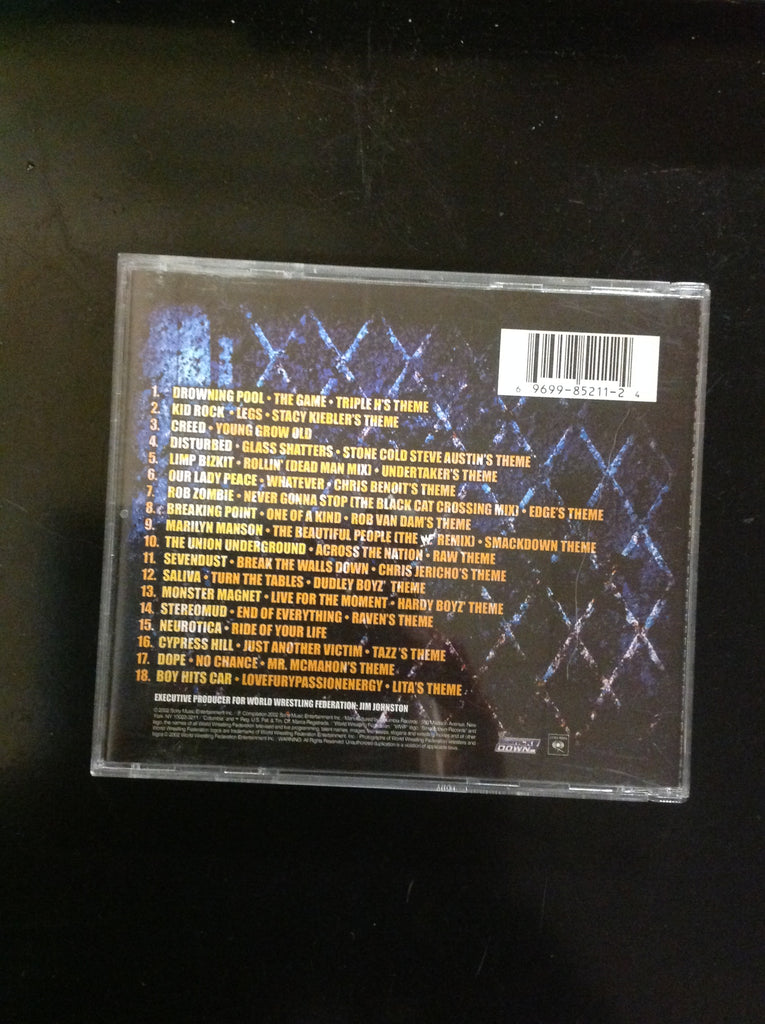 6 9699-85211-2 4
1. DROWNING POOL • THE GAME • TRIPLE H'S THEME
2. KID ROCK • LEGS • STACY KIEBLER'S THEME
3. CREED • YOUNG GROW OLD
4. DISTURBED • GLASS SHATTERS • STONE COLD STEVE AUSTIN'S THEME
5. LIMP BIZKIT • ROLLIN' (DEAD MAN MIX) • UNDERTAKER'S THEME
6. OUR LADY PEACE • WHATEVER • CHRIS BENOIT'S THEME
7. ROB ZOMBIE • NEVER GONNA STOP (THE BLACK CAT CROSSING MIX) • EDGE'S THEME
8. BREAKING POINT • ONE OF A KIND • ROB VAN DAM'S THEME
9. MARILYN MANSON • THE BEAUTIFUL PEOPLE (THE WF REMIX) • SMACKDOWN THEME
10. THE UNION UNDERGROUND • ACROSS THE NATION • RAW THEME
11. SEVENDUST • BREAK THE WALLS DOWN • CHRIS JERICHO'S THEME
12. SALIVA • TURN THE TABLES • DUDLEY BOYZ' THEME
13. MONSTER MAGNET • LIVE FOR THE MOMENT • HARDY BOYZ' THEME
14. STEREOMUD • END OF EVERYTHING • RAVEN'S THEME
15. NEUROTICA • RIDE OF YOUR LIFE
16. CYPRESS HILL • JUST ANOTHER VICTIM • TAZZ'S THEME
17. DOPE • NO CHANCE • MR. MCMAHON'S THEME
18. BOY HITS CAR • LOVEFURYPASSIONENERGY • LITA'S THEME
EXECUTIVE PRODUCER FOR WORLD WRESTLING FEDERATION: JIM JOHNSTON